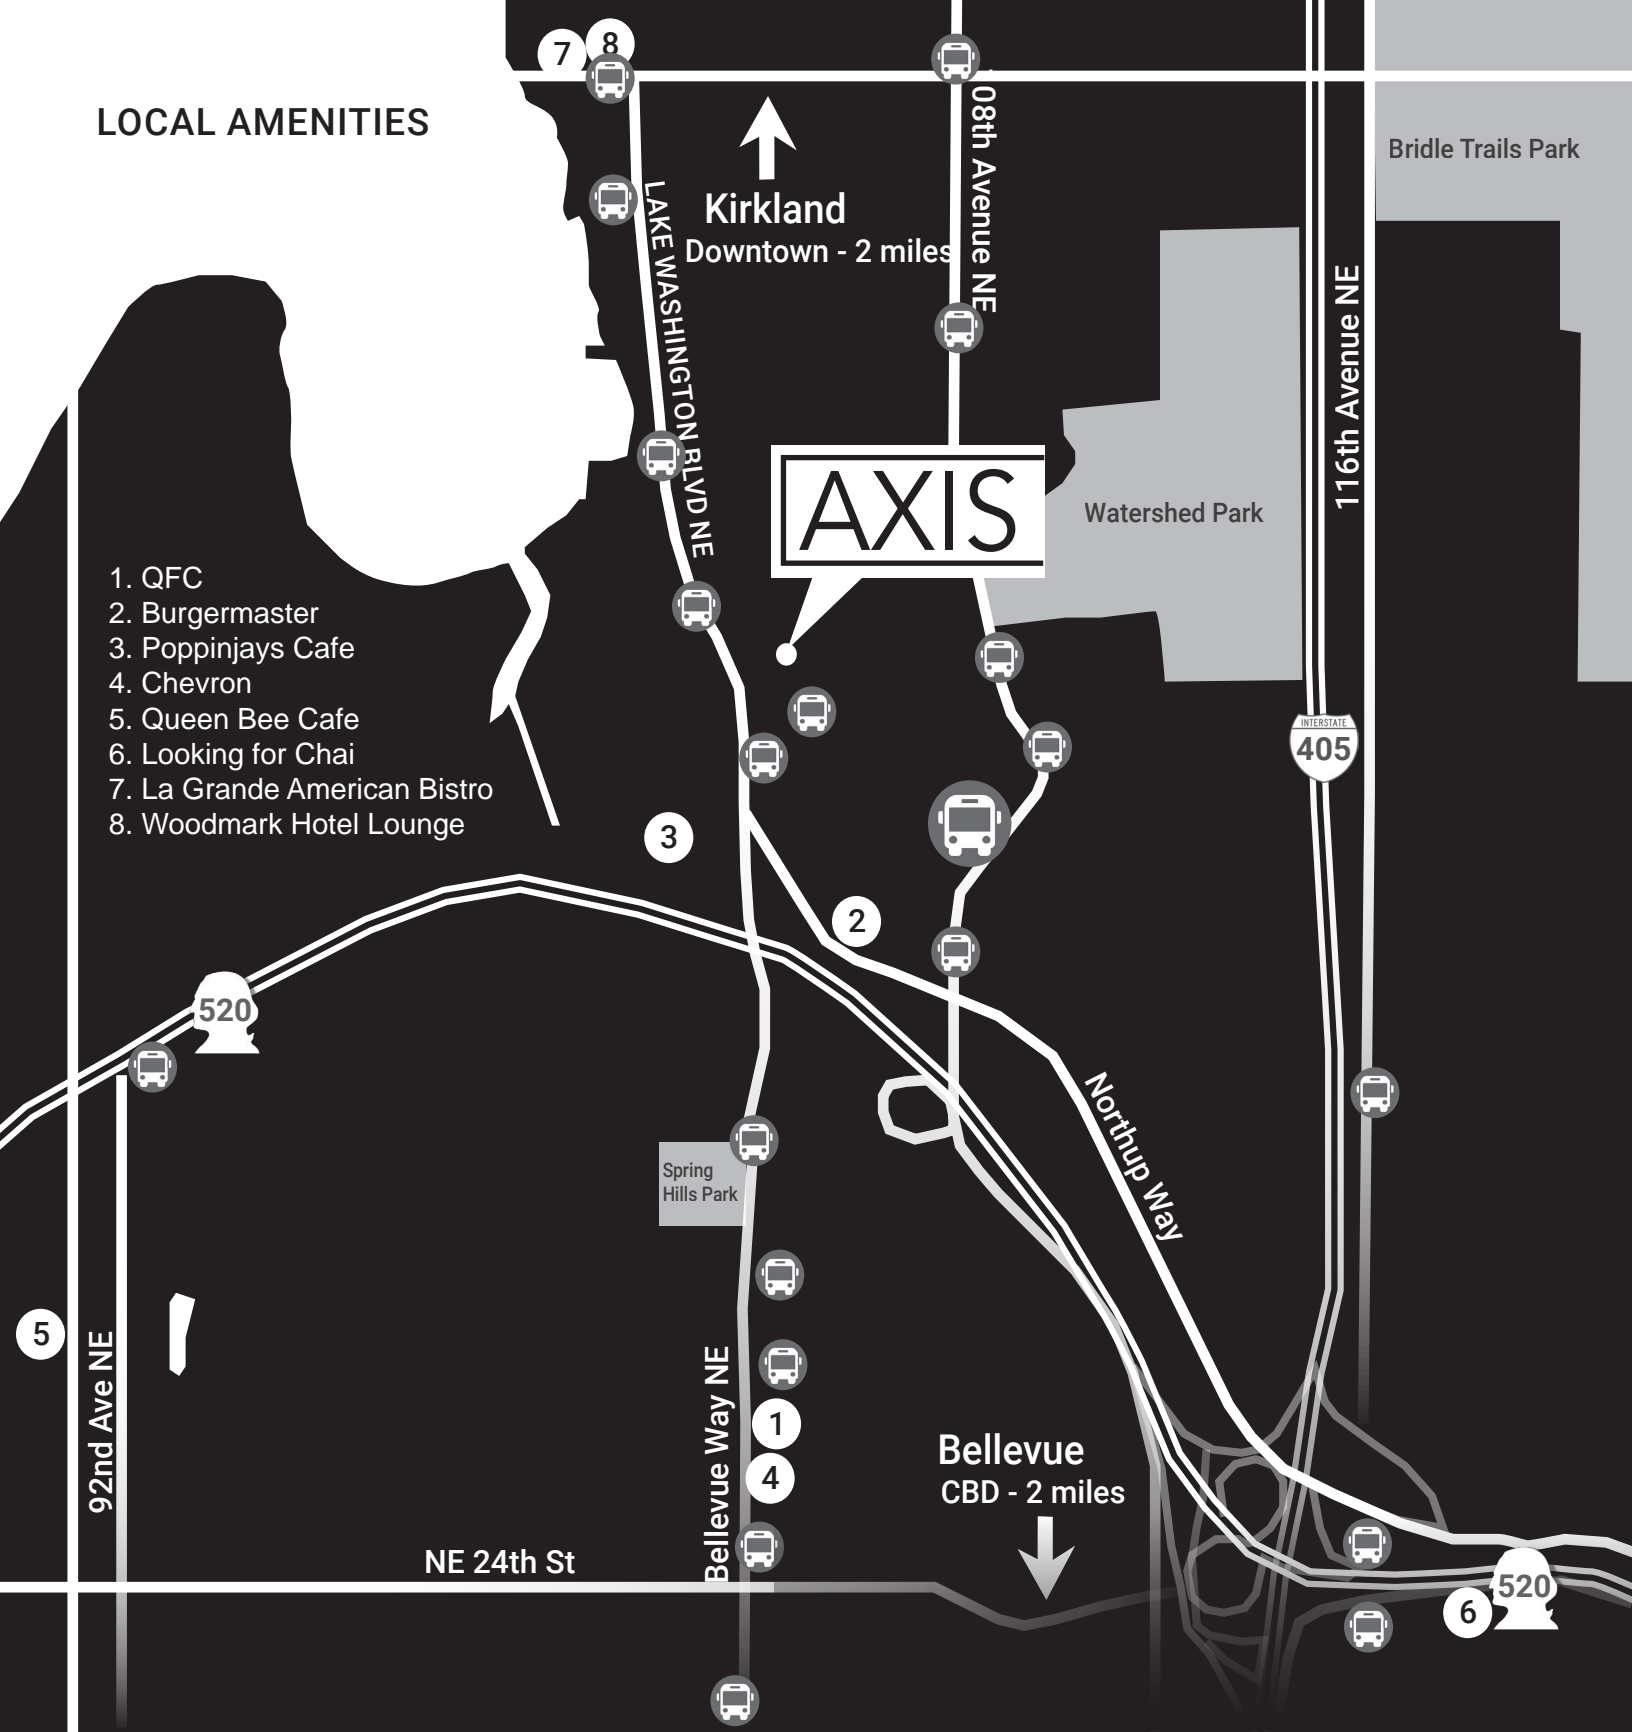 7
8
LOCAL AMENITIES
08th Avenue NE
Bridle Trails Park
Kirkland
Downtown - 2 miles
LAKE WASHINGTON BLVD NE
116th Avenue NE
AXIS
Watershed Park
1. QFC
2. Burgermaster
3. Poppinjays Cafe
4. Chevron
5. Queen Bee Cafe
6. Looking for Chai
7. La Grande American Bistro
8. Woodmark Hotel Lounge
INTERSTATE
405
3
2
520
Northup Way
Spring
Hills Park
5
92nd Ave NE
Bellevue Way NE
1
4
Bellevue
CBD - 2 miles
NE 24th St
520
6